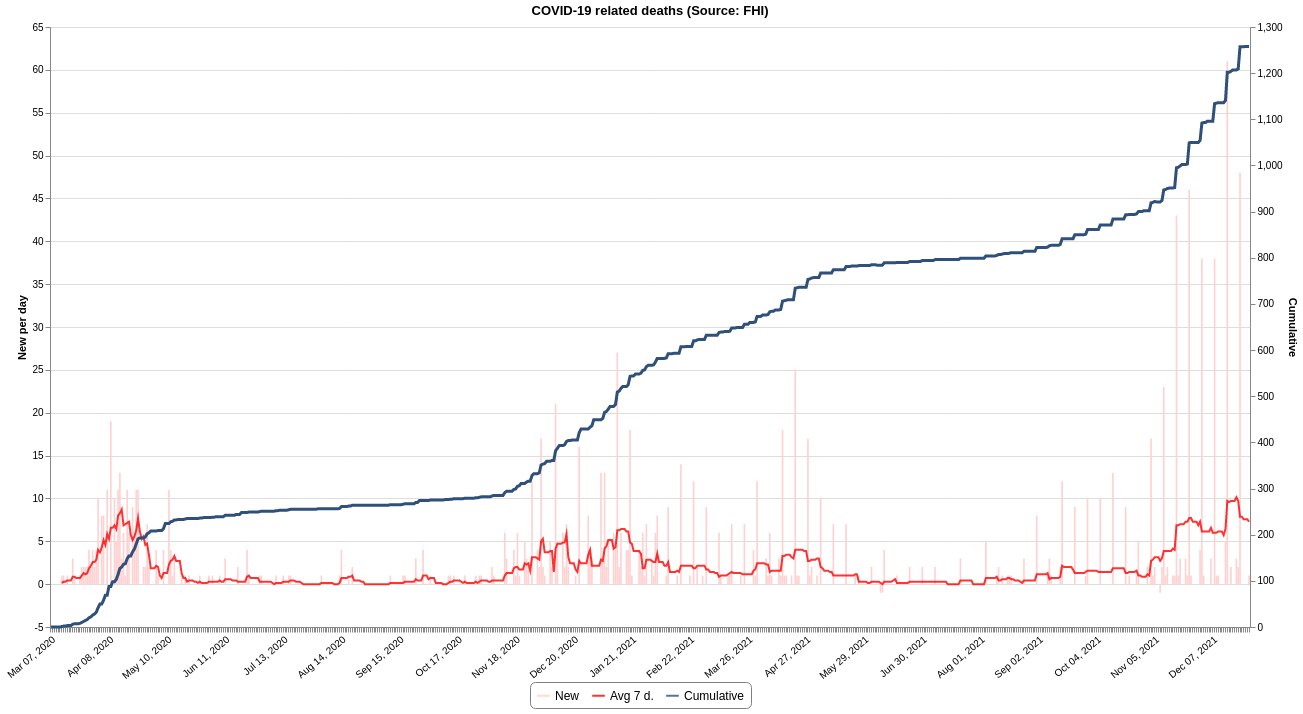 COVID-19 related deaths (Source: FHI)
65
60
55
50
45
40
35
30
25
20
15
10
5
0
-5
New per day
1,300
1,200
1,100
1,000
900
800
700
600
500
400
300
200
100
0
Cumulative
Mar 07, 2020
Apr 08, 2020
May 10, 2020
Jun 11, 2020
Jul 13, 2020
Aug 14, 2020
Sep 15, 2020
Oct 17, 2020
Nov 18, 2020
Dec 20, 2020
Jan 21, 2021
Feb 22, 2021
Mar 26, 2021
Apr 27, 2021
May 29, 2021
Jun 30, 2021
Aug 01, 2021
Sep 02, 2021
Oct 04, 2021
Nov 05, 2021
Dec 07, 2021
New Avg 7 d. Cumulative